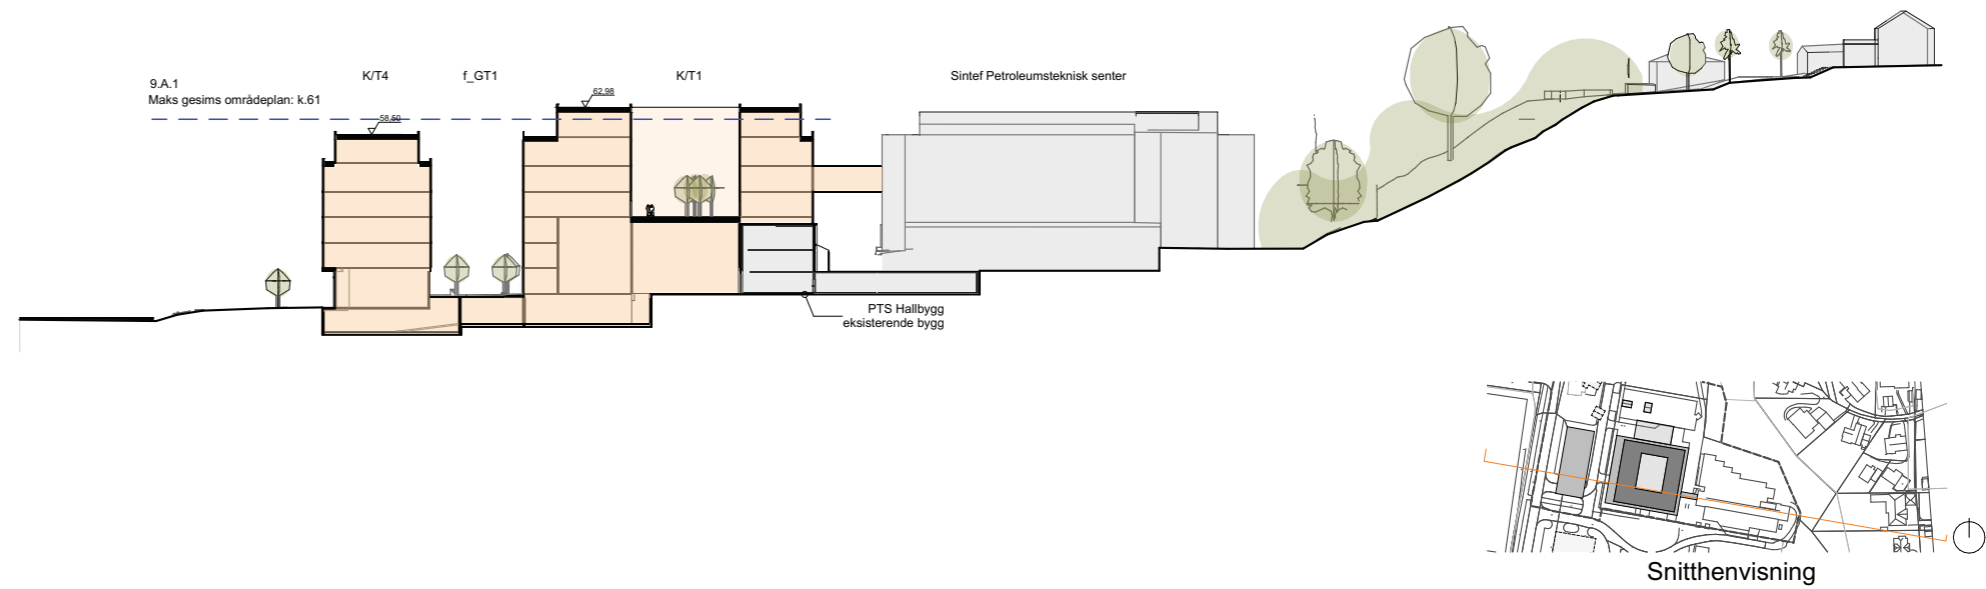 9.A.1
Maks gesims områdeplan: k.61
K/T4
f_GT1
K/T1
Sintef Petroleumsteknisk senter
62,98
58,50
PTS Hallbygg
eksisterende bygg
Snitthenvisning